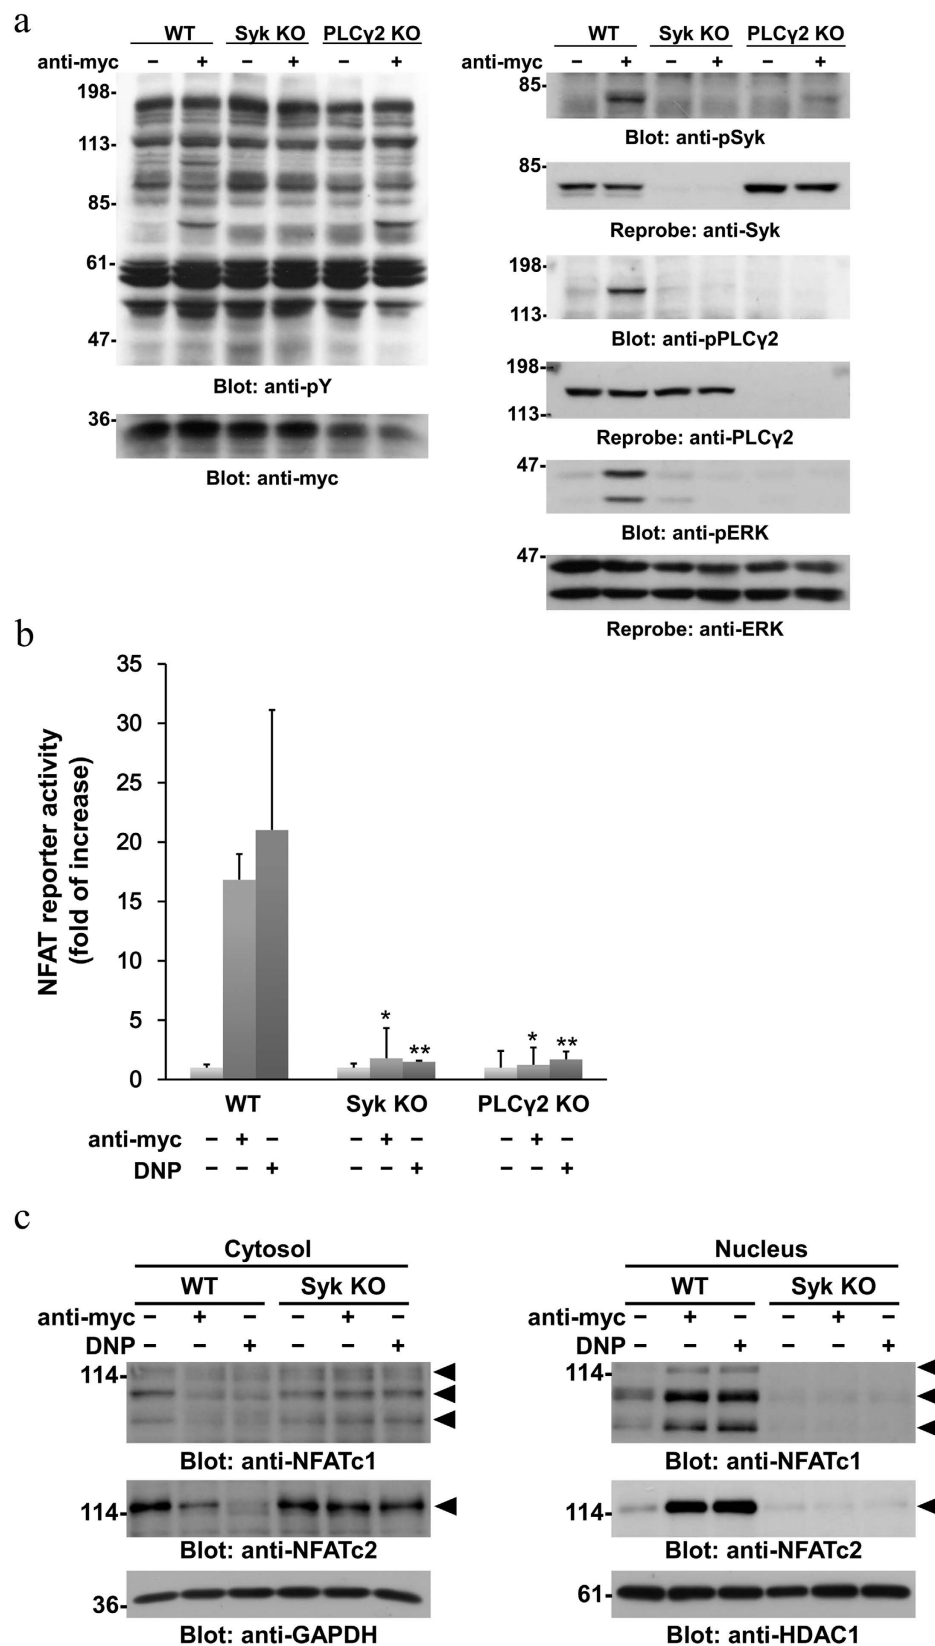 a
WT Syk KO PLCγ2 KO
anti-myc – + – + – +
198-
113-
85-
61-
47-
Blot: anti-pY
36-
Blot: anti-myc
WT Syk KO PLCγ2 KO
anti-myc – + – + – +
85-
Blot: anti-pSyk
85-
Reprobe: anti-Syk
198-
113-
Blot: anti-pPLCγ2
198-
113-
Reprobe: anti-PLCγ2
47-
Blot: anti-pERK
47-
Reprobe: anti-ERK
b
NFAT reporter activity
(fold of increase)
35
30
25
20
15
10
5
0
* ** * **
WT Syk KO PLCγ2 KO
anti-myc – + – – + – – + –
DNP – – + – – + – – +
c
Cytosol
WT Syk KO
anti-myc – + – – + –
DNP – – + – – +
114-
Blot: anti-NFATc1
114-
Blot: anti-NFATc2
36-
Blot: anti-GAPDH
Nucleus
WT Syk KO
anti-myc – + – – + –
DNP – – + – – +
114-
Blot: anti-NFATc1
114-
Blot: anti-NFATc2
61-
Blot: anti-HDAC1